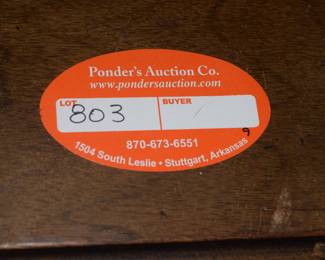 Ponder's Auction Co.
www.pondersauction.com
LOT BUYER
803
870-673-6551
1504 South Leslie • Stuttgart, Arkansas
9